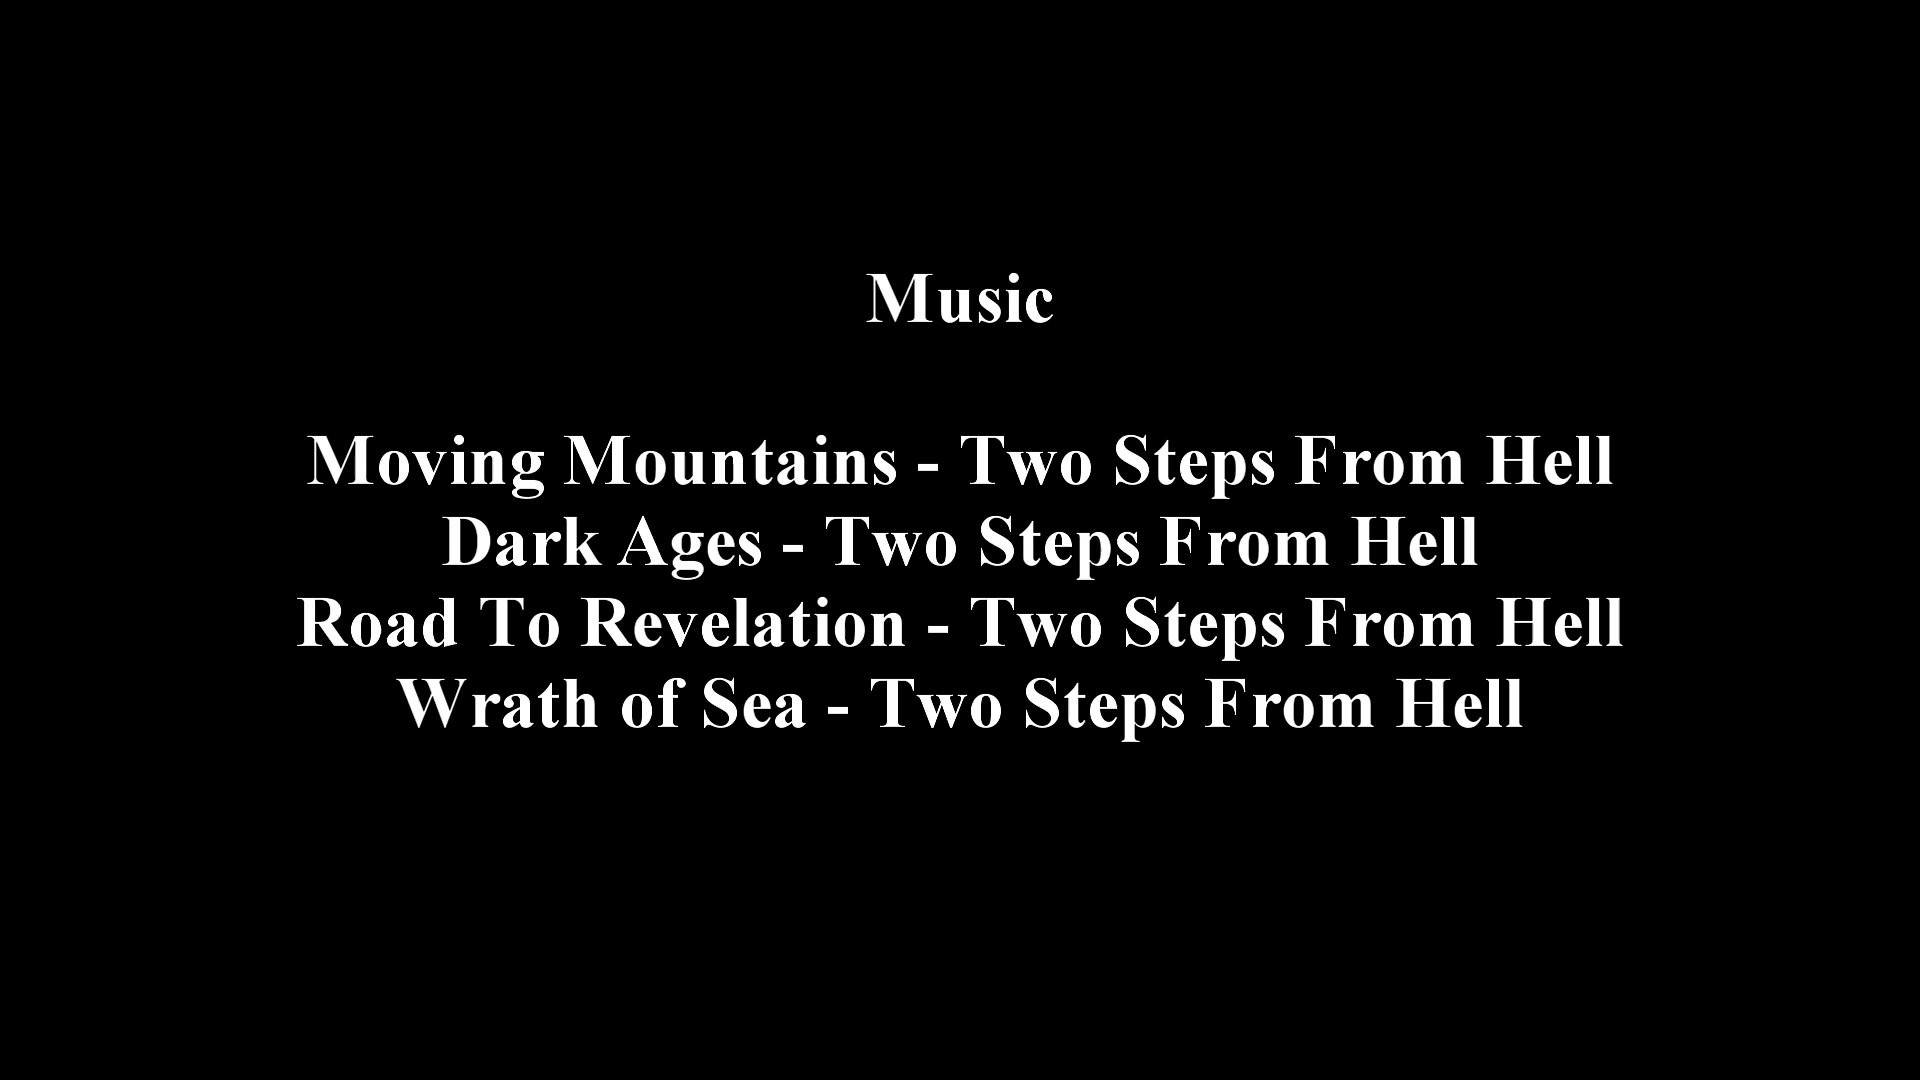 Music
Moving Mountains - Two Steps From Hell
Dark Ages - Two Steps From Hell
Road To Revelation - Two Steps From Hell
Wrath of Sea - Two Steps From Hell